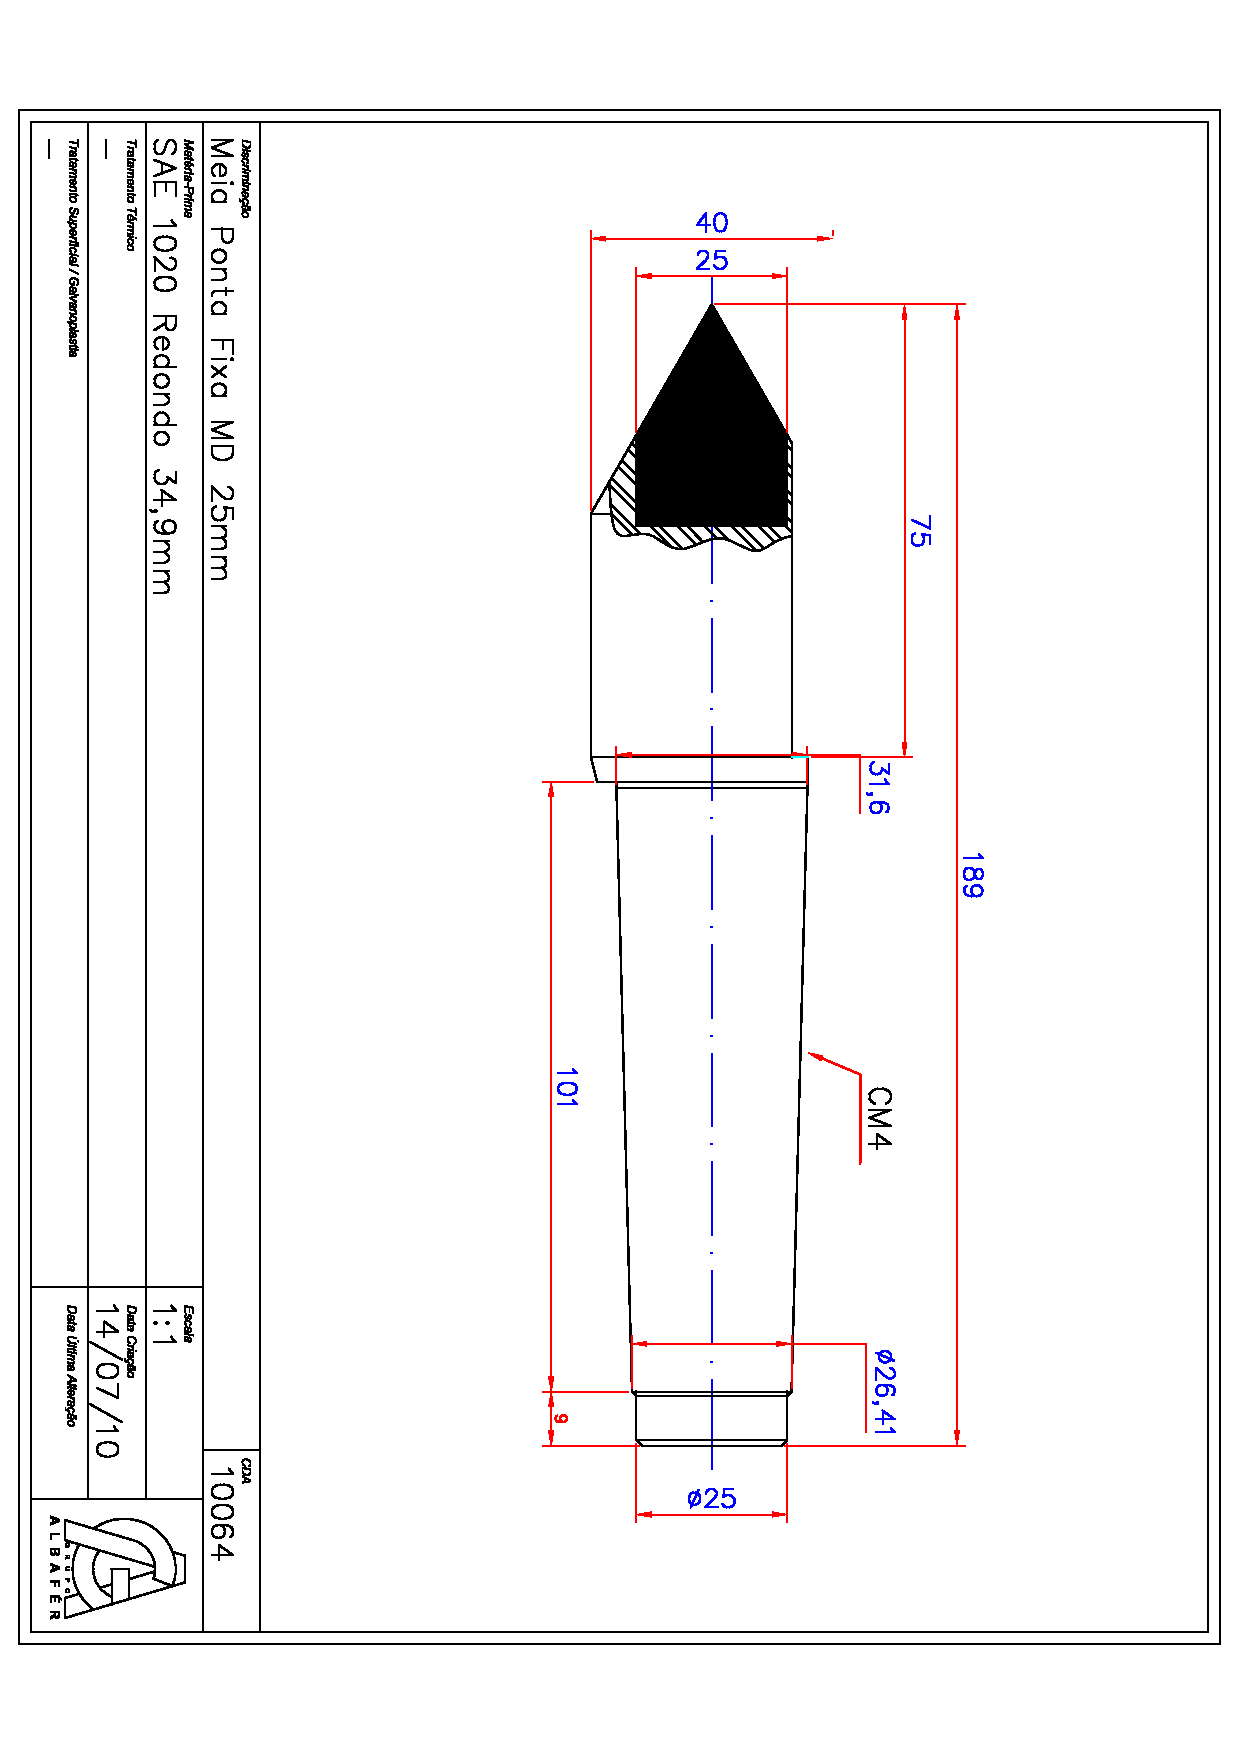 40
25
75
31,6
189
CM4
101
ø26,41
9
ø25
Discriminação
Meia Ponta Fixa MD 25mm
CDA
10064
Matéria-Prima
SAE 1020 Redondo 34,9mm
Escala
1:1
Tratamento Térmico
—
Data Criação
14/07/10
Tratamento Superficial / Galvanoplastia
—
Data Última Alteração
GRUPO
ALBAFÉR